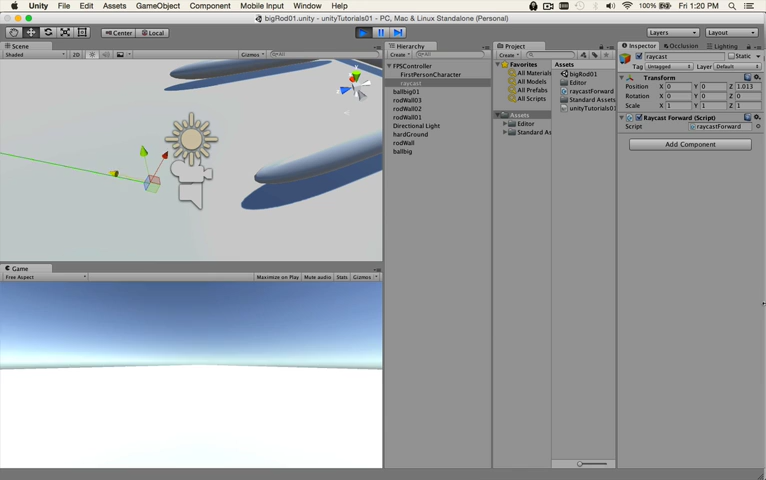 Unity File Edit Assets GameObject Component Mobile Input Window Help 100% Fri 1:20 PM
bigRod01.unity - unityTutorials01 - PC, Mac & Linux Standalone (Personal)
Center Local Layers Layout
Scene
Shaded 2D Gizmos All
Game
Free Aspect Maximize on Play Mute audio Stats Gizmos
Hierarchy
Create All
FPSController
FirstPersonCharacter
raycast
ballbig01
rodWall03
rodWall02
rodWall01
Directional Light
hardGround
rodWall
ballbig
Project
Create
Favorites
All Materials
All Models
All Prefabs
All Scripts
Assets
Editor
Standard As
Assets
bigRod01
Editor
raycastForward
Standard Assets
unityTutorials01
Inspector Occlusion Lighting
raycast Static
Tag Untagged Layer Default
Transform
Position X 0 Y 0 Z 1.013
Rotation X 0 Y 0 Z 0
Scale X 1 Y 1 Z 1
Raycast Forward (Script)
Script raycastForward
Add Component